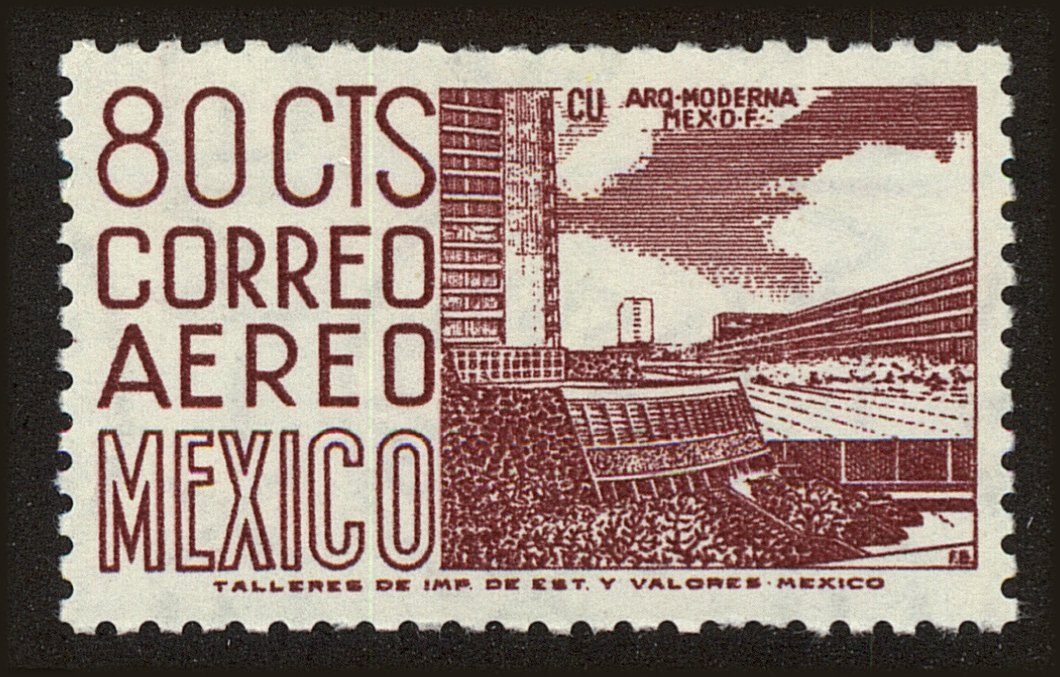 80 CTS
CORREO
AEREO
MEXICO
CU ARQ·MODERNA
MEX·D·F·
F.B.
TALLERES DE IMP. DE EST. Y VALORES·MEXICO